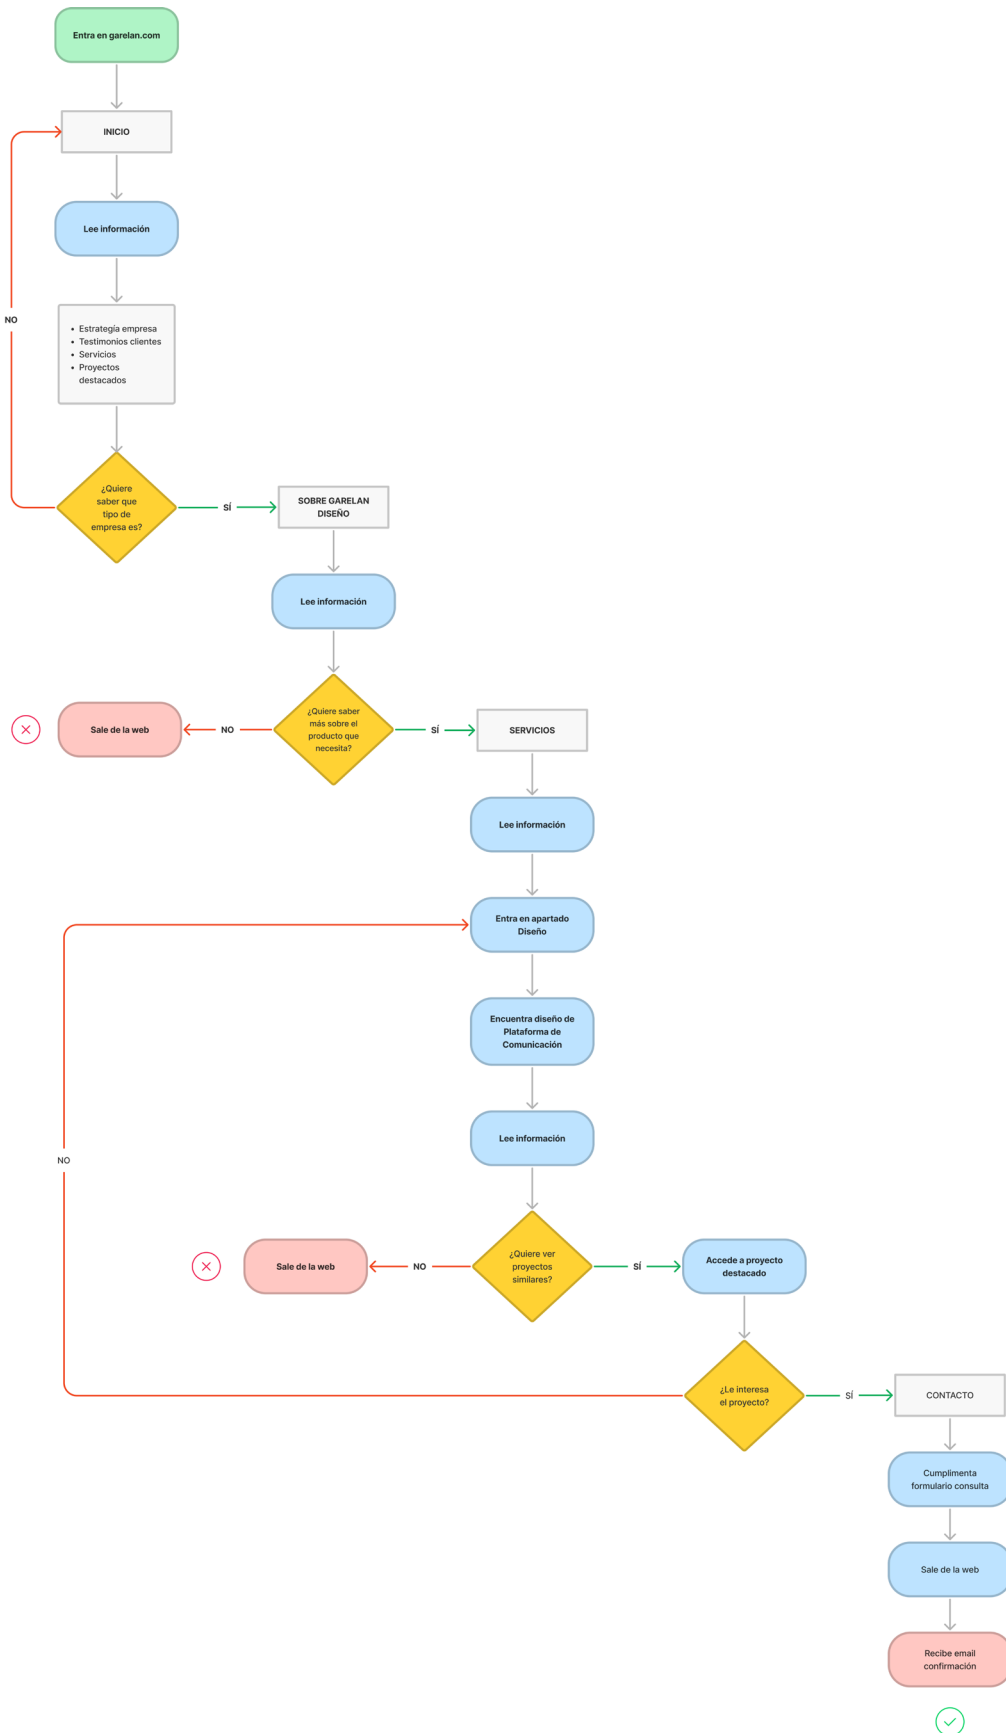 Entra en garelan.com
INICIO
Lee información
NO
• Estrategía empresa
• Testimonios clientes
• Servicios
• Proyectos
destacados
¿Quiere
saber que
tipo de
empresa es?
SÍ
SOBRE GARELAN
DISEÑO
Lee información
¿Quiere saber
más sobre el
producto que
necesita?
NO
Sale de la web
SÍ
SERVICIOS
Lee información
Entra en apartado
Diseño
Encuentra diseño de
Plataforma de
Comunicación
Lee información
NO
¿Quiere ver
proyectos
similares?
NO
Sale de la web
SÍ
Accede a proyecto
destacado
¿Le interesa
el proyecto?
SÍ
CONTACTO
Cumplimenta
formulario consulta
Sale de la web
Recibe email
confirmación